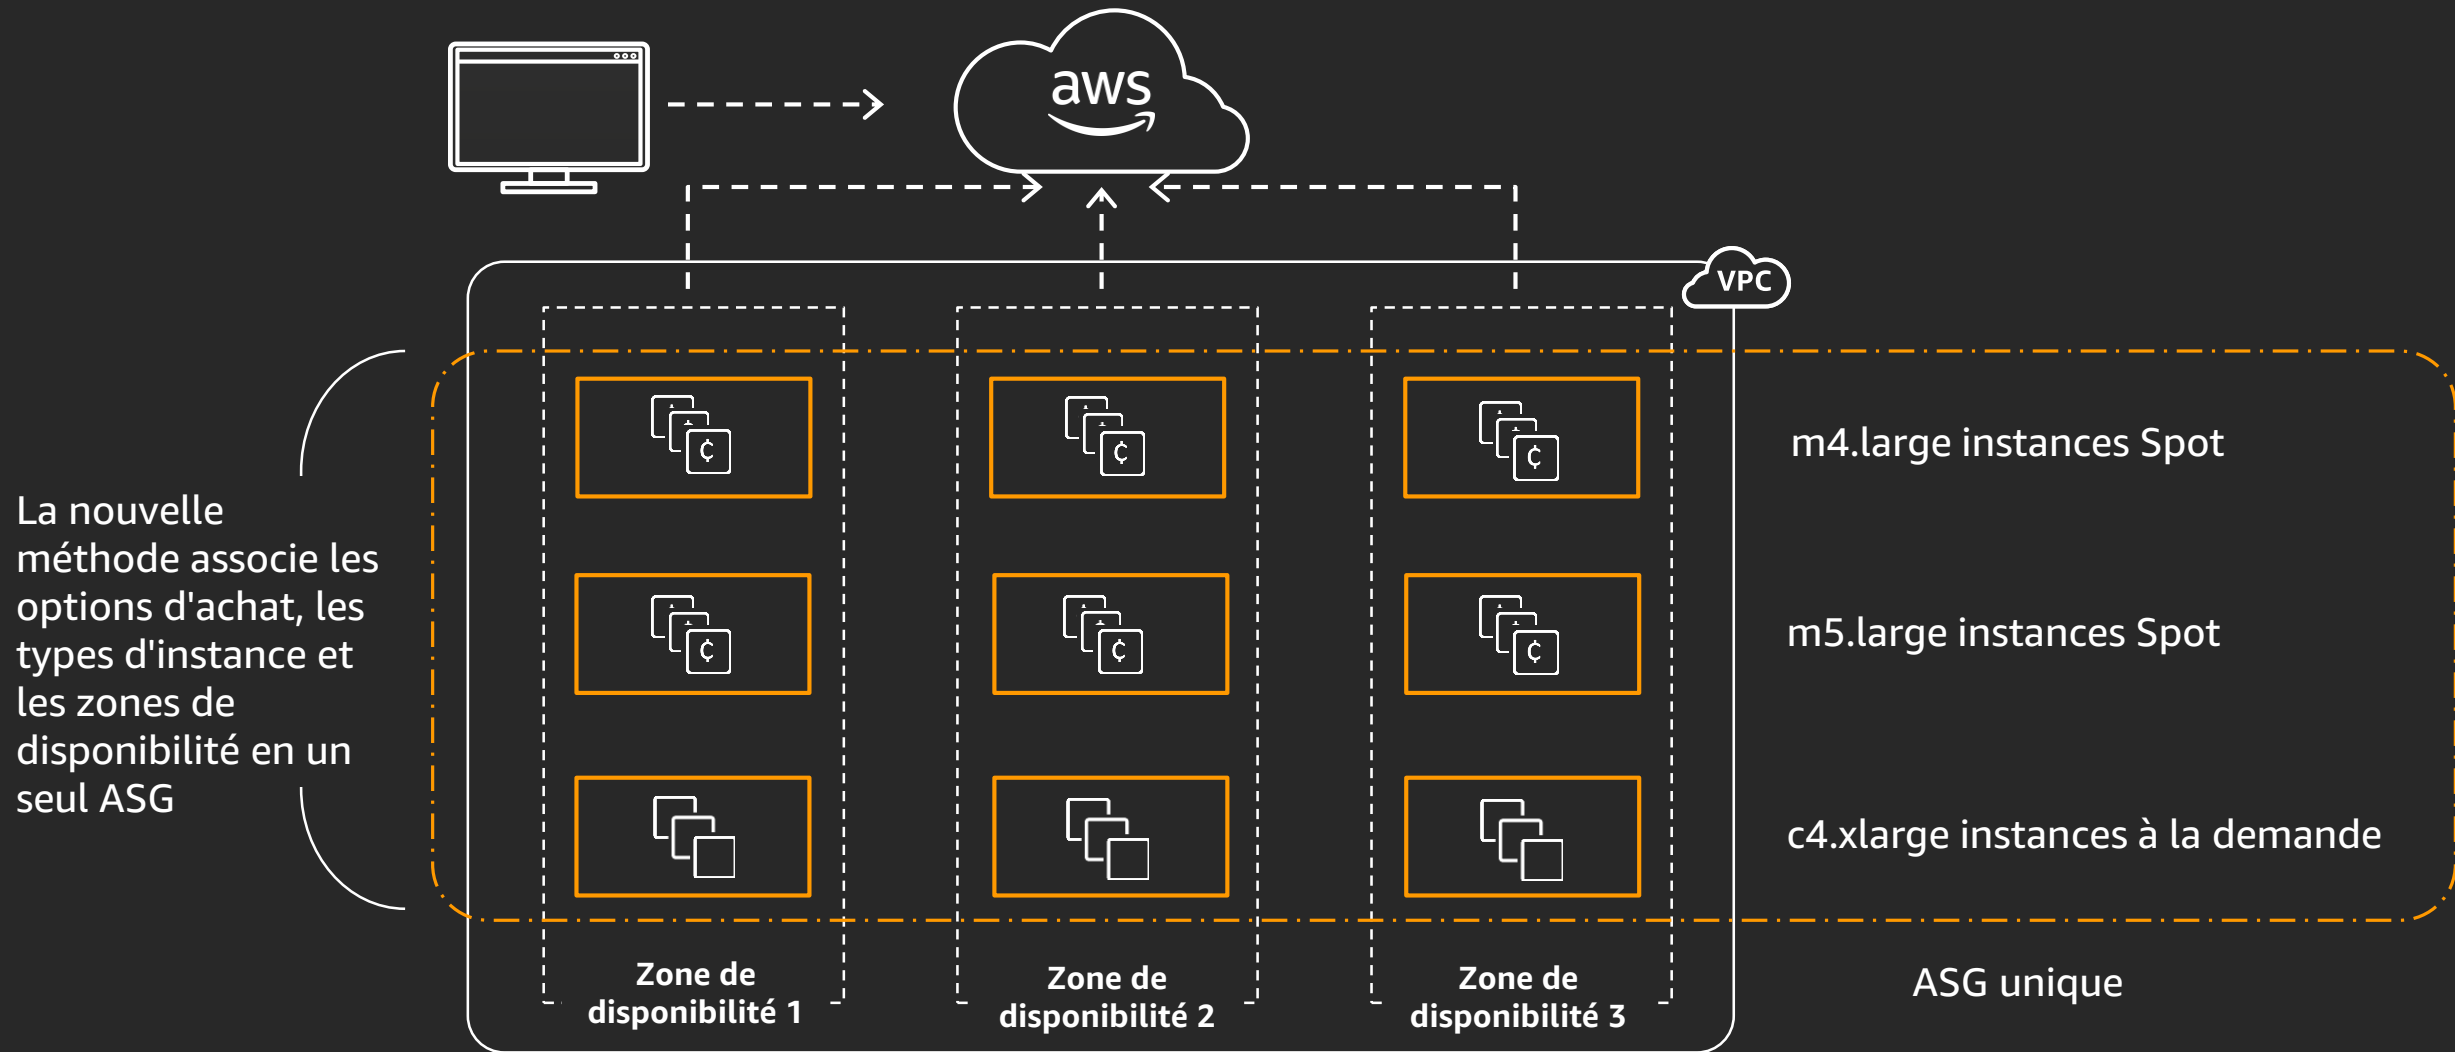 aws
VPC
La nouvelle
méthode associe les
options d'achat, les
types d'instance et
les zones de
disponibilité en un
seul ASG
¢
¢
¢
m4.large instances Spot
¢
¢
¢
m5.large instances Spot
c4.xlarge instances à la demande
Zone de
disponibilité 1
Zone de
disponibilité 2
Zone de
disponibilité 3
ASG unique